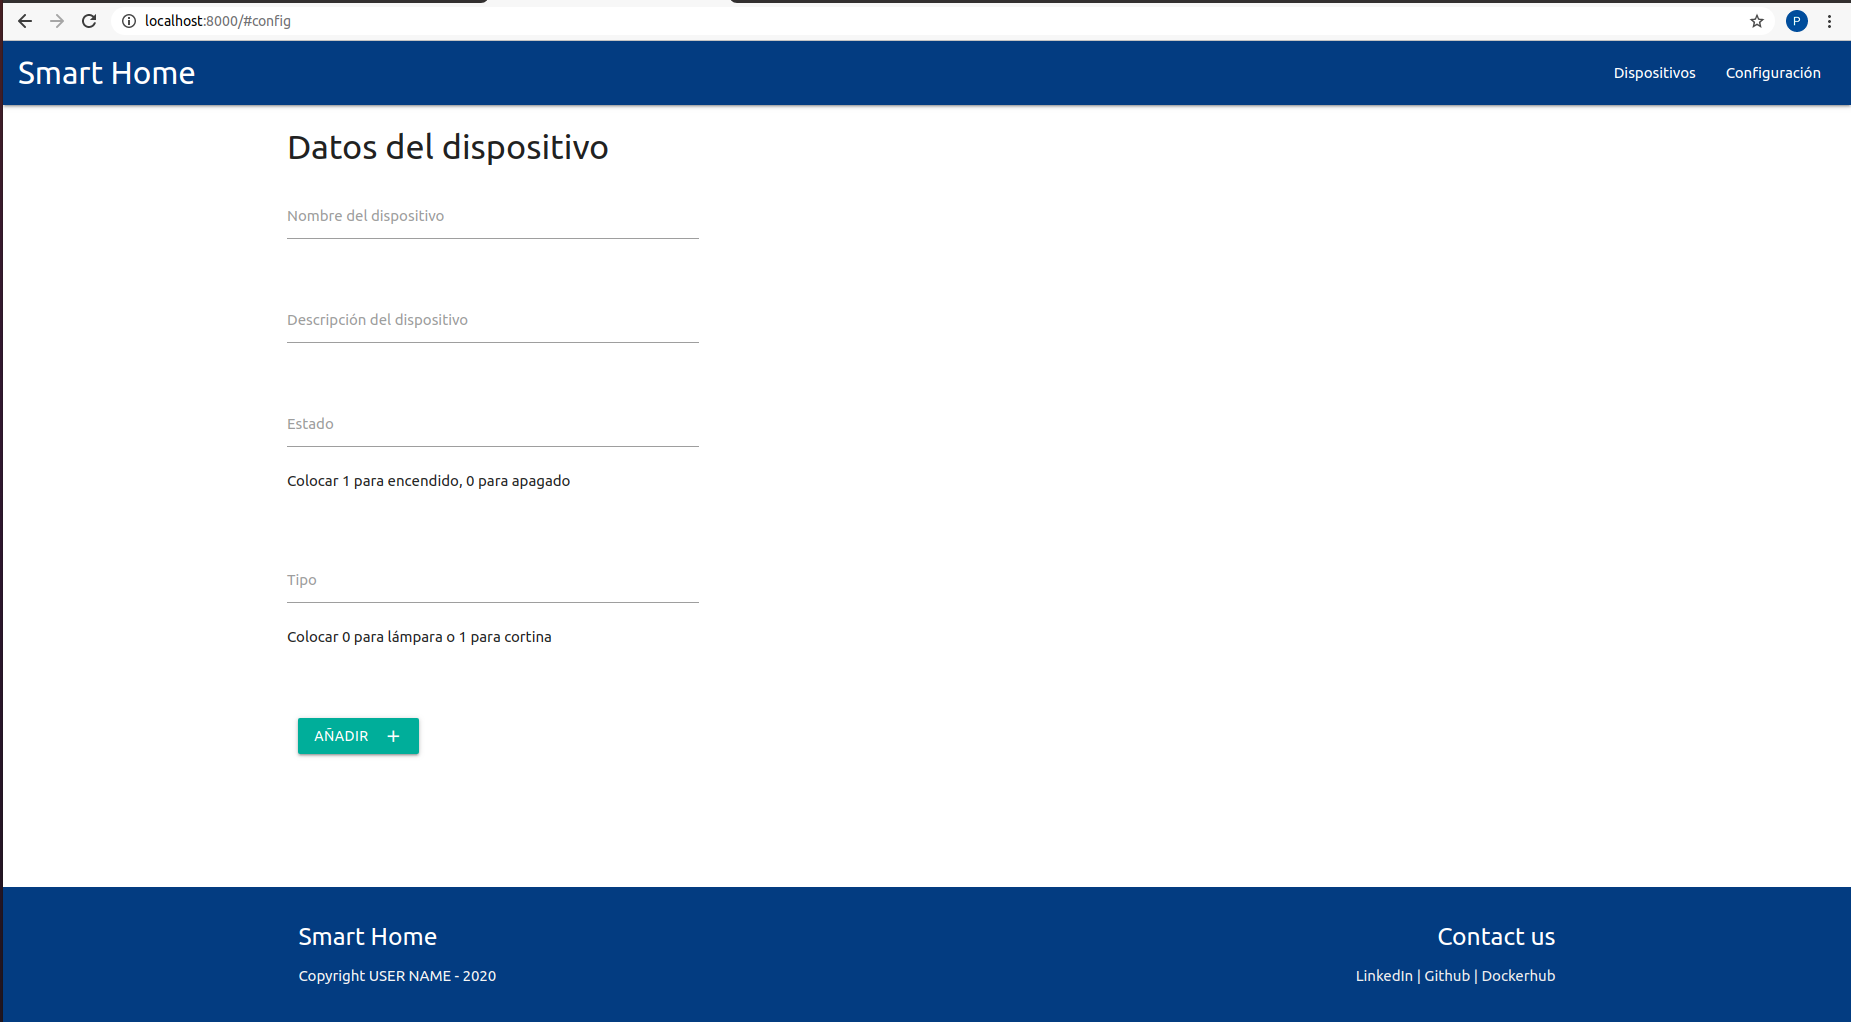 localhost:8000/#config
P
Smart Home
Dispositivos
Configuración
Datos del dispositivo
Nombre del dispositivo
Descripción del dispositivo
Estado
Colocar 1 para encendido, 0 para apagado
Tipo
Colocar 0 para lámpara o 1 para cortina
AÑADIR +
Smart Home
Copyright USER NAME - 2020
Contact us
LinkedIn | Github | Dockerhub